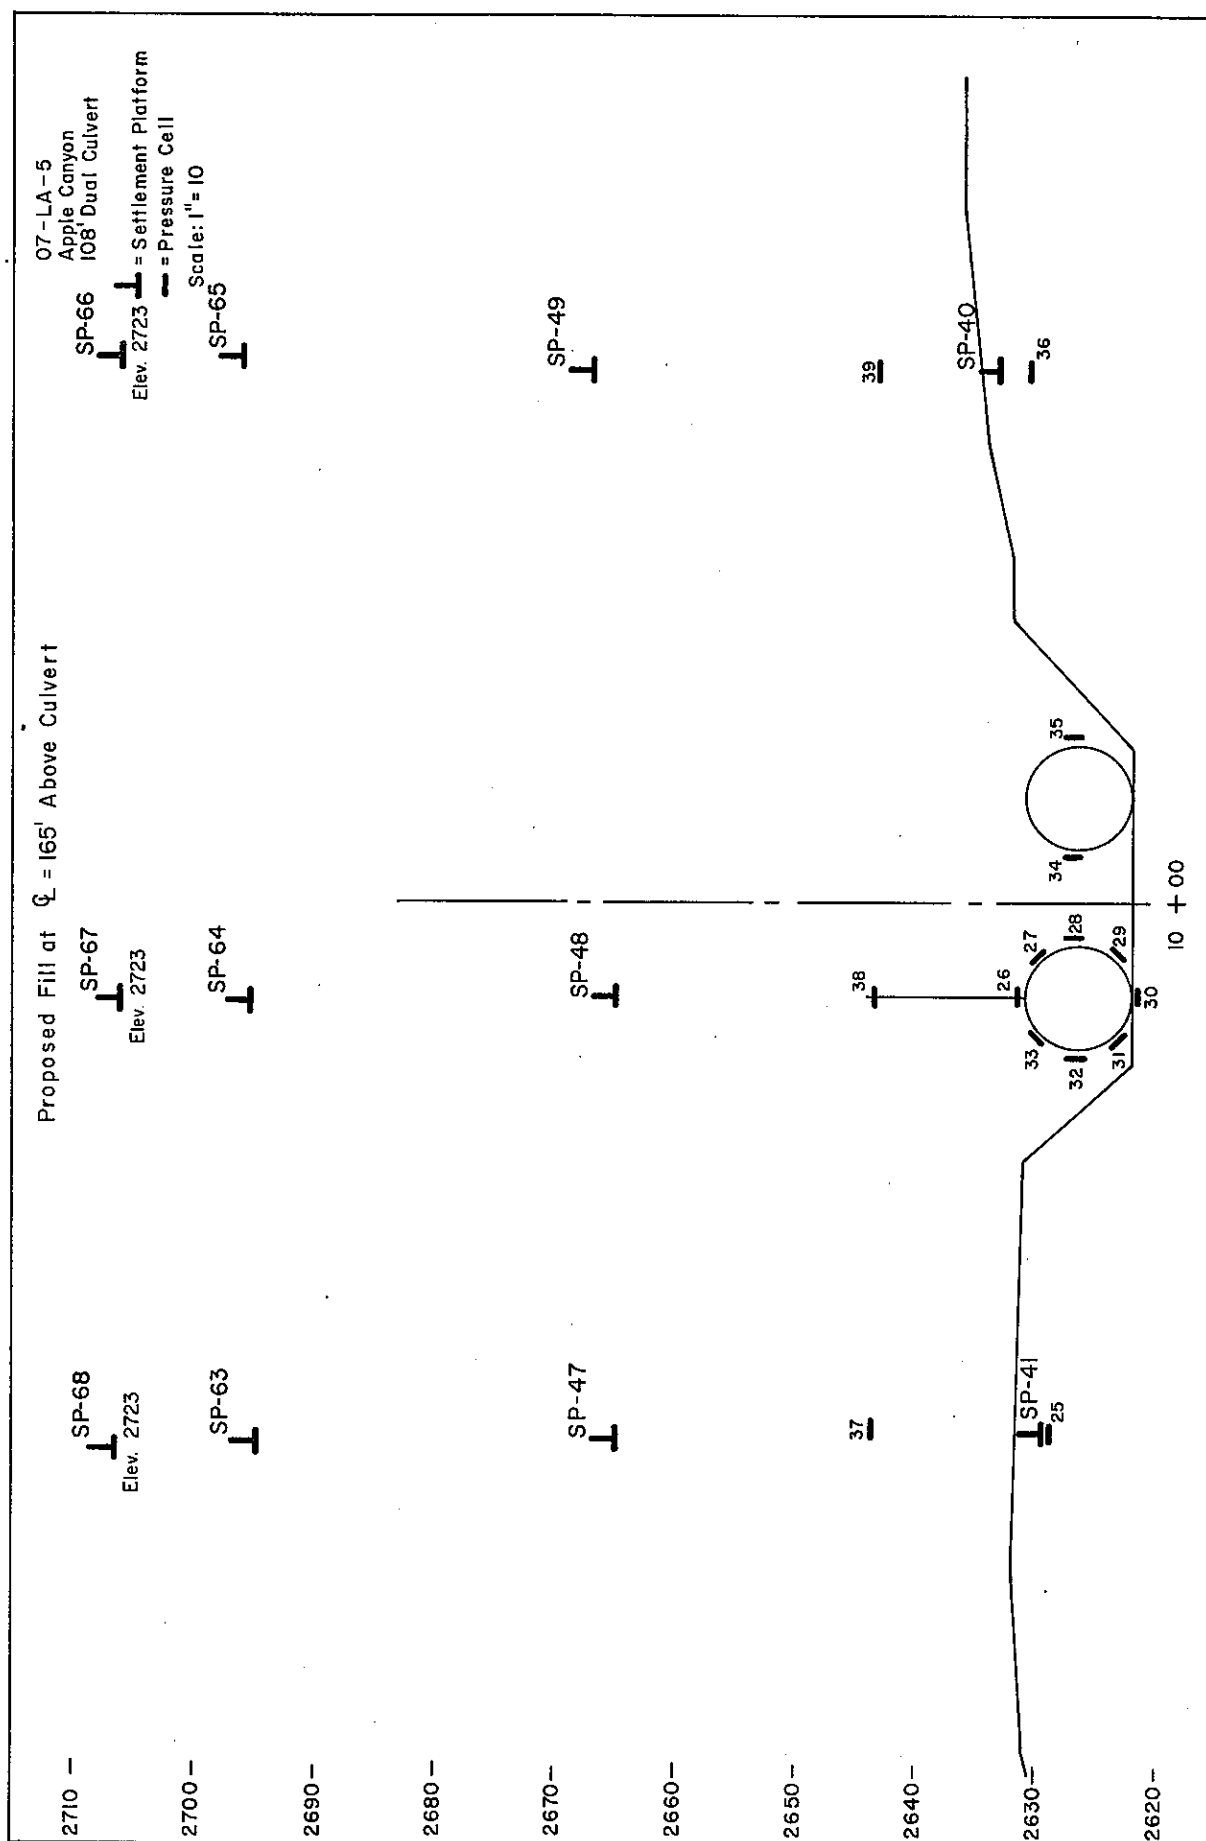 Proposed Fill at ℄ = 165' Above Culvert
07-LA-5
Apple Canyon
108' Dual Culvert
= Settlement Platform
= Pressure Cell
Scale: 1" = 10
SP-68
Elev. 2723
SP-67
Elev. 2723
SP-66
Elev. 2723
SP-63
SP-64
SP-65
SP-47
SP-48
SP-49
37
38
39
SP-41
25
SP-40
36
26
27
28
29
30
31
32
33
34
35
10 + 00
2710 -
2700-
2690-
2680-
2670-
2660-
2650-
2640-
2630-
2620-